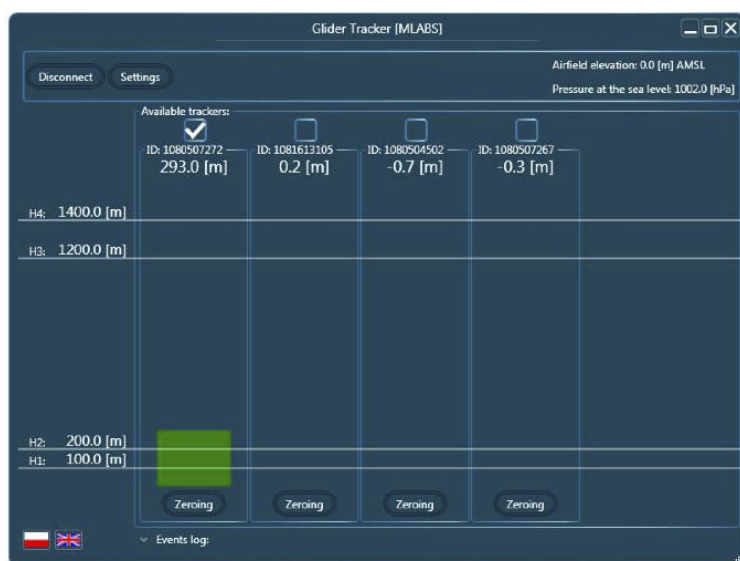 Glider Tracker [MLABS]
Disconnect Settings
Airfield elevation: 0.0 [m] AMSL
Pressure at the sea level: 1002.0 [hPa]
Available trackers:
ID: 1080507272 ID: 1081613105 ID: 1080504502 ID: 1080507267
293.0 [m] 0.2 [m] -0.7 [m] -0.3 [m]
H4: 1400.0 [m]
H3: 1200.0 [m]
H2: 200.0 [m]
H1: 100.0 [m]
Zeroing Zeroing Zeroing Zeroing
Events log: